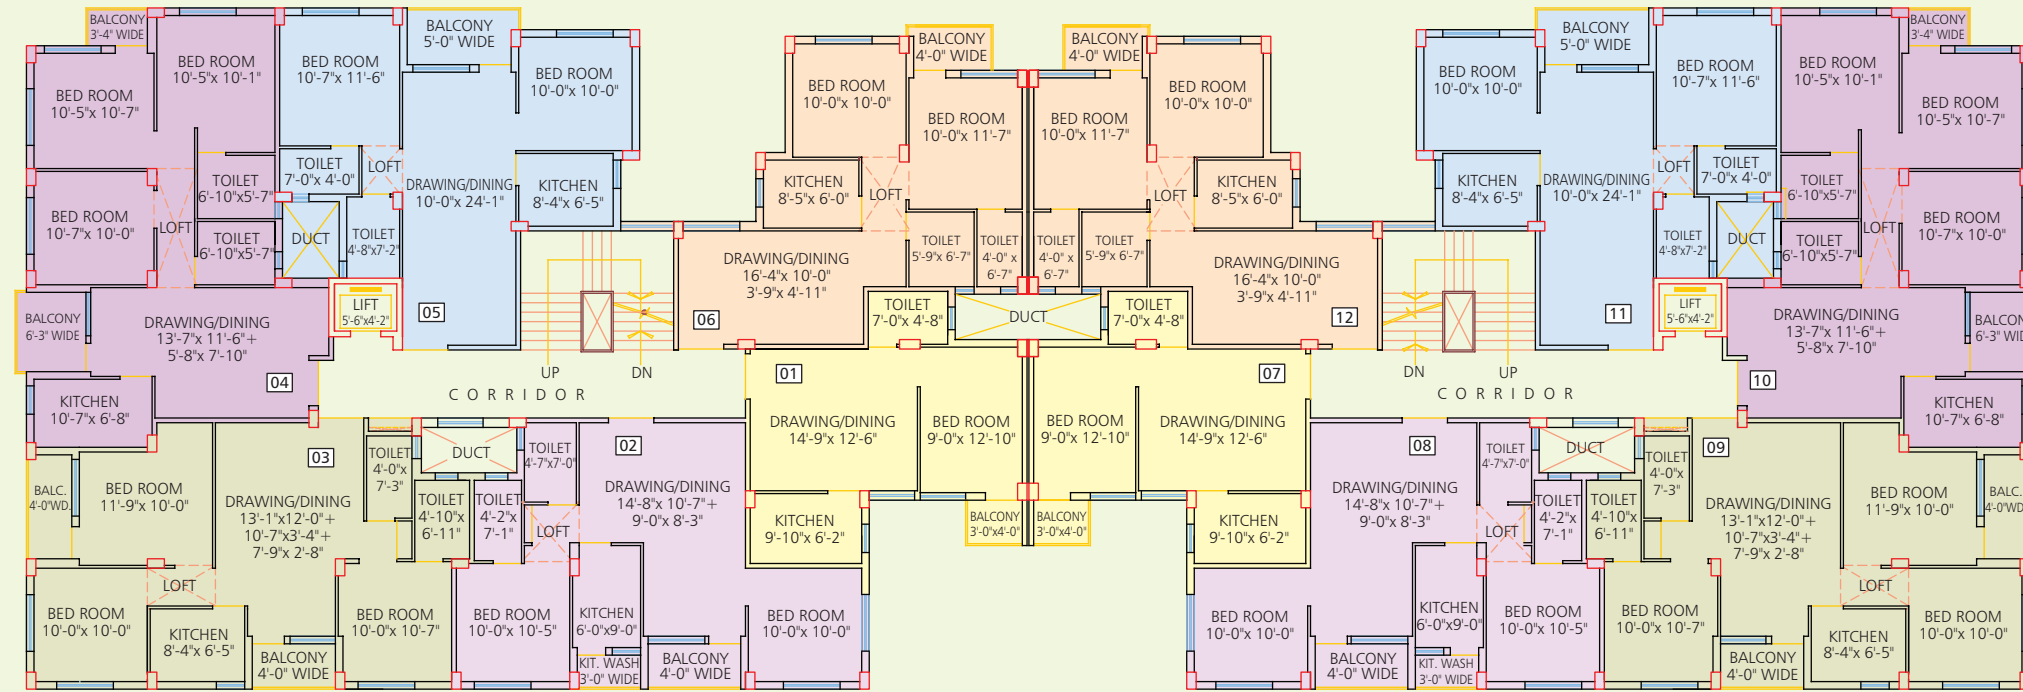 BALCONY
3'-4" WIDE
BED ROOM
10'-5"x 10'-1"
BED ROOM
10'-5"x 10'-7"
BED ROOM
10'-7"x 10'-0"
TOILET
6'-10"x5'-7"
TOILET
6'-10"x5'-7"
LOFT
BALCONY
6'-3" WIDE
DRAWING/DINING
13'-7"x 11'-6"+
5'-8"x 7'-10"
04
KITCHEN
10'-7"x 6'-8"
BED ROOM
10'-7"x 11'-6"
BALCONY
5'-0" WIDE
BED ROOM
10'-0"x 10'-0"
TOILET
7'-0"x 4'-0"
LOFT
DUCT
TOILET
4'-8"x7'-2"
DRAWING/DINING
10'-0"x 24'-1"
KITCHEN
8'-4"x 6'-5"
05
LIFT
5'-6"x4'-2"
UP
DN
CORRIDOR
BALCONY
4'-0" WIDE
BED ROOM
10'-0"x 10'-0"
BED ROOM
10'-0"x 11'-7"
KITCHEN
8'-5"x 6'-0"
LOFT
TOILET
5'-9"x 6'-7"
TOILET
4'-0" x
6'-7"
DRAWING/DINING
16'-4"x 10'-0"
3'-9"x 4'-11"
06
BALCONY
4'-0" WIDE
BED ROOM
10'-0"x 10'-0"
BED ROOM
10'-0"x 11'-7"
KITCHEN
8'-5"x 6'-0"
LOFT
TOILET
4'-0" x
6'-7"
TOILET
5'-9"x 6'-7"
DRAWING/DINING
16'-4"x 10'-0"
3'-9"x 4'-11"
12
TOILET
7'-0"x 4'-8"
DUCT
TOILET
7'-0"x 4'-8"
01
DRAWING/DINING
14'-9"x 12'-6"
BED ROOM
9'-0"x 12'-10"
KITCHEN
9'-10"x 6'-2"
BALCONY
3'-0"x4'-0"
07
BED ROOM
9'-0"x 12'-10"
DRAWING/DINING
14'-9"x 12'-6"
BALCONY
3'-0"x4'-0"
KITCHEN
9'-10"x 6'-2"
BALCONY
5'-0" WIDE
BED ROOM
10'-0"x 10'-0"
BED ROOM
10'-7"x 11'-6"
KITCHEN
8'-4"x 6'-5"
DRAWING/DINING
10'-0"x 24'-1"
LOFT
TOILET
7'-0"x 4'-0"
TOILET
4'-8"x7'-2"
DUCT
11
LIFT
5'-6"x4'-2"
DN
UP
CORRIDOR
BED ROOM
10'-5"x 10'-1"
BALCONY
3'-4" WIDE
BED ROOM
10'-5"x 10'-7"
TOILET
6'-10"x5'-7"
TOILET
6'-10"x5'-7"
LOFT
BED ROOM
10'-7"x 10'-0"
DRAWING/DINING
13'-7"x 11'-6"+
5'-8"x 7'-10"
BALCON
6'-3" WID
10
KITCHEN
10'-7"x 6'-8"
03
BALC.
4'-0"WD.
BED ROOM
11'-9"x 10'-0"
DRAWING/DINING
13'-1"x12'-0"+
10'-7"x3'-4"+
7'-9"x 2'-8"
TOILET
4'-0"x
7'-3"
DUCT
TOILET
4'-10"x
6'-11"
LOFT
BED ROOM
10'-0"x 10'-0"
KITCHEN
8'-4"x 6'-5"
BALCONY
4'-0" WIDE
BED ROOM
10'-0"x 10'-7"
TOILET
4'-7"x7'-0"
02
TOILET
4'-2"x
7'-1"
LOFT
DRAWING/DINING
14'-8"x 10'-7"+
9'-0"x 8'-3"
BED ROOM
10'-0"x 10'-5"
KITCHEN
6'-0"x9'-0"
KIT. WASH
3'-0" WIDE
BALCONY
4'-0" WIDE
BED ROOM
10'-0"x 10'-0"
08
DRAWING/DINING
14'-8"x 10'-7"+
9'-0"x 8'-3"
TOILET
4'-7"x7'-0"
LOFT
TOILET
4'-2"x
7'-1"
BED ROOM
10'-0"x 10'-0"
BALCONY
4'-0" WIDE
KITCHEN
6'-0"x9'-0"
KIT. WASH
3'-0" WIDE
BED ROOM
10'-0"x 10'-5"
DUCT
TOILET
4'-10"x
6'-11"
TOILET
4'-0"x
7'-3"
09
DRAWING/DINING
13'-1"x12'-0"+
10'-7"x3'-4"+
7'-9"x 2'-8"
BED ROOM
11'-9"x 10'-0"
BALC.
4'-0"WD
LOFT
BED ROOM
10'-0"x 10'-7"
BALCONY
4'-0" WIDE
KITCHEN
8'-4"x 6'-5"
BED ROOM
10'-0"x 10'-0"